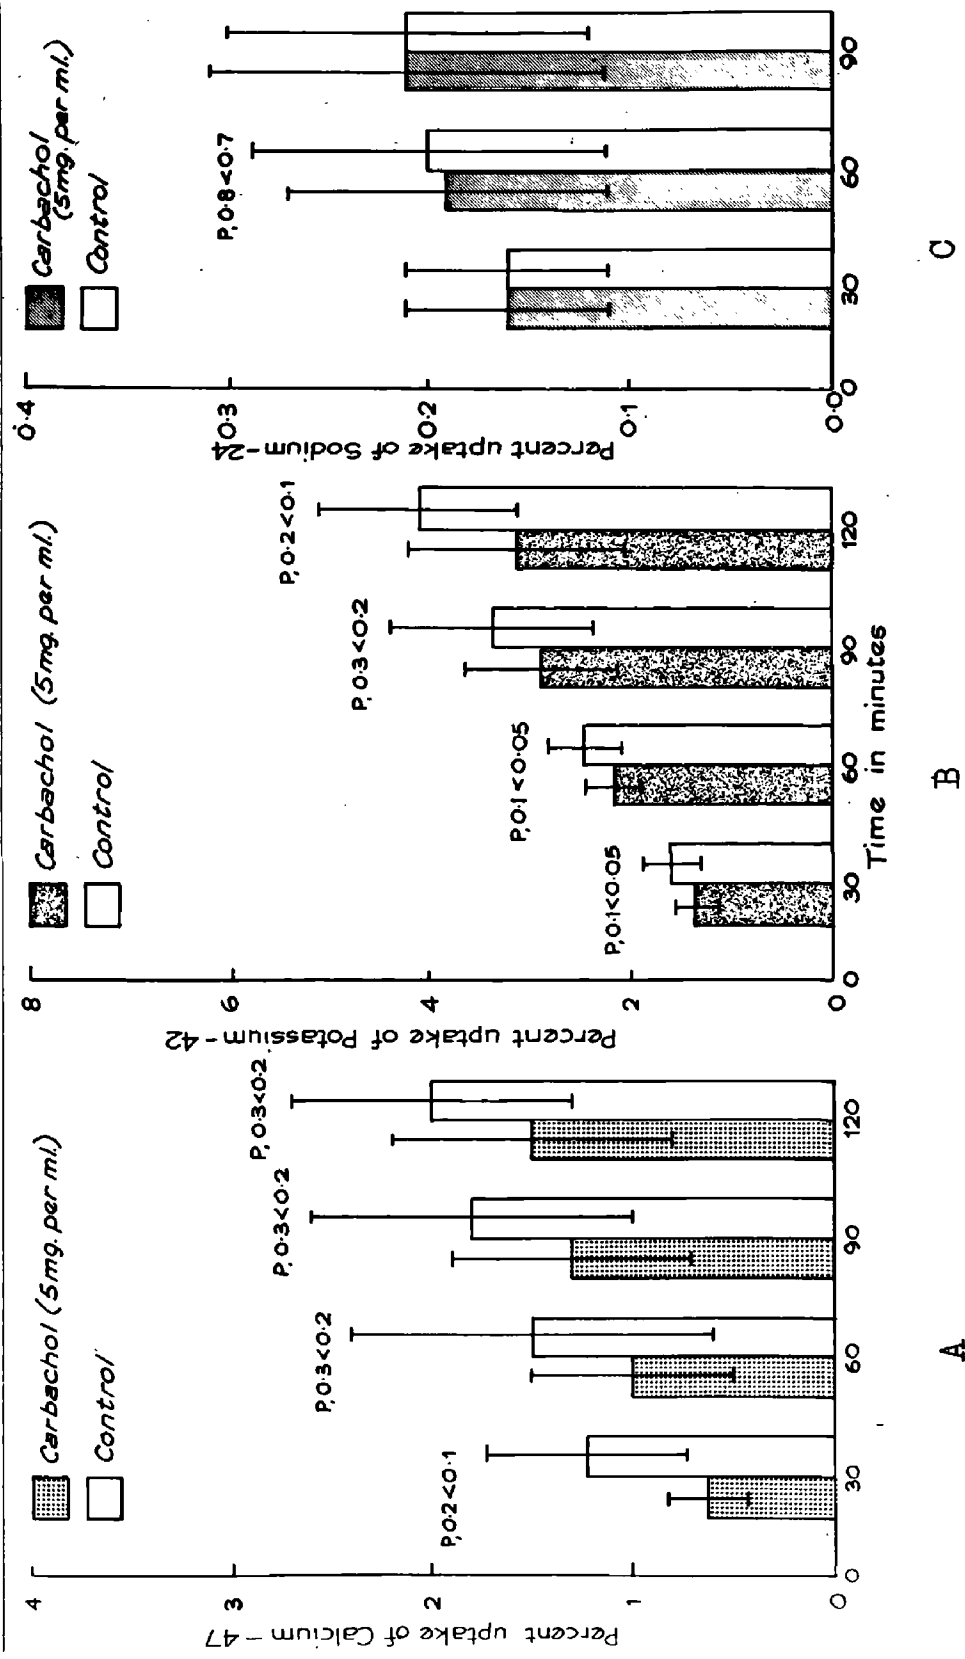 Percent uptake of Calcium-47
4
3
2
1
0
Carbachol (5mg. per ml.)
Control
P, 0·2<0·1
P, 0·3<0·2
P, 0·3<0·2
P, 0·3<0·2
0
30
60
90
120
A
Percent uptake of Potassium-42
8
6
4
2
0
Carbachol (5mg. per ml.)
Control
P, 0·1<0·05
P, 0·1<0·05
P, 0·3<0·2
P, 0·2<0·1
0
30
60
90
120
Time in minutes
B
Percent uptake of Sodium-24
0·4
0·3
0·2
0·1
0·0
Carbachol
(5mg. per ml.)
Control
P, 0·8<0·7
0
30
60
90
C